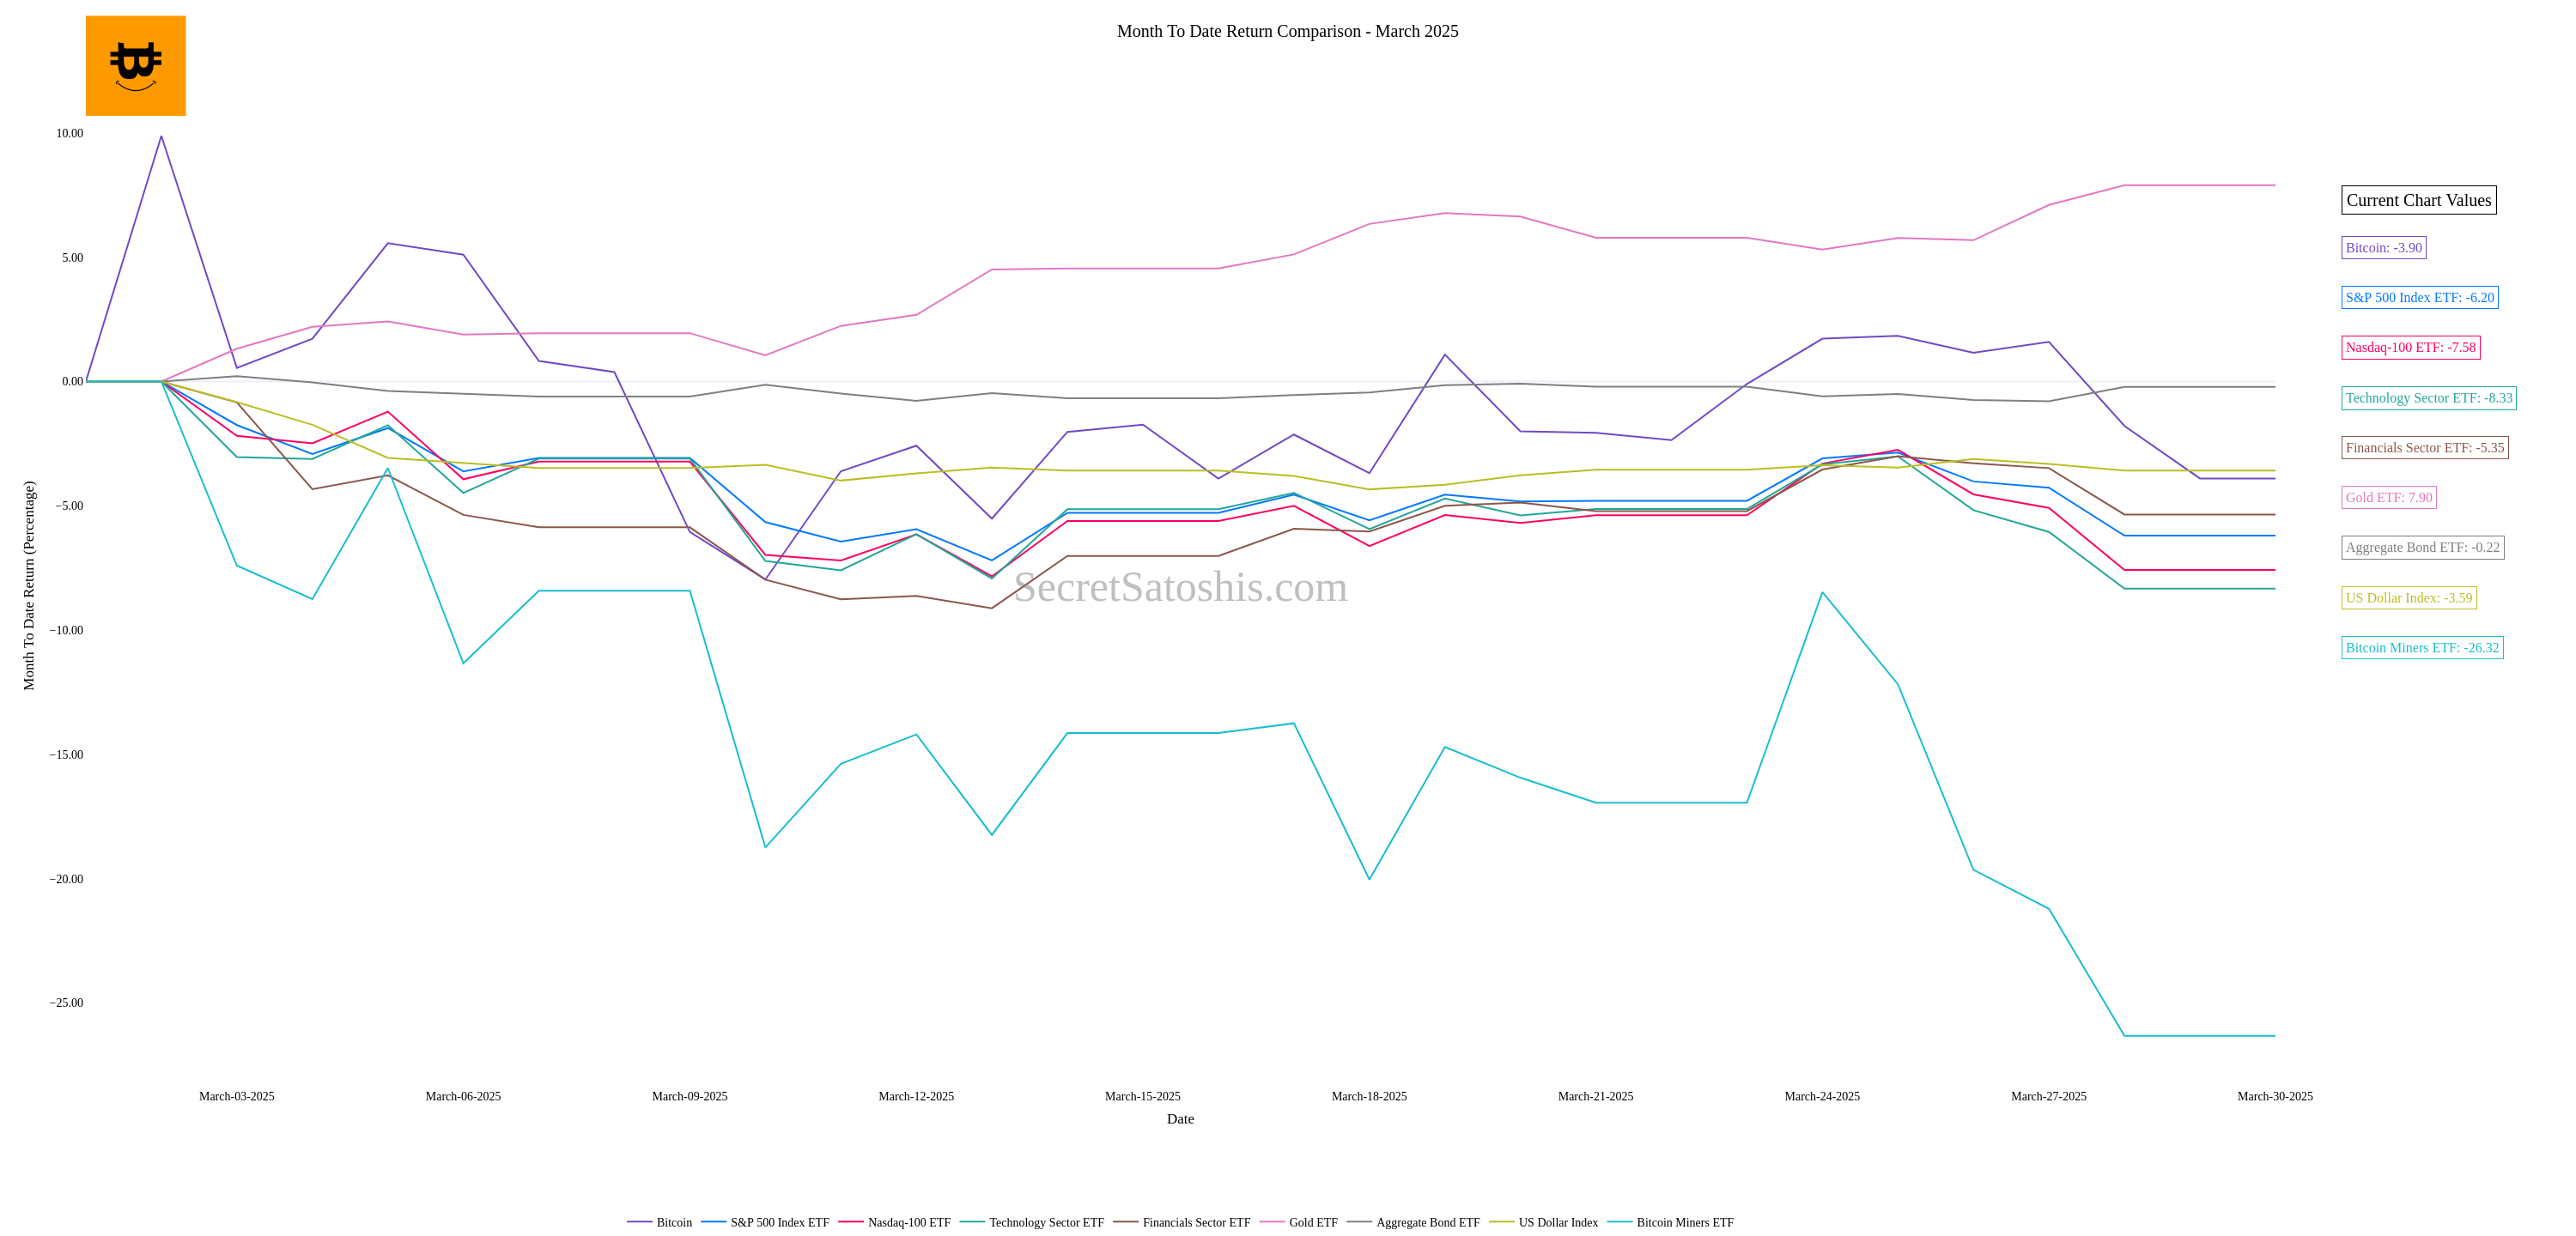 Month To Date Return Comparison - March 2025
10.00
5.00
0.00
−5.00
−10.00
−15.00
−20.00
−25.00
Month To Date Return (Percentage)
SecretSatoshis.com
Current Chart Values
Bitcoin: -3.90
S&P 500 Index ETF: -6.20
Nasdaq-100 ETF: -7.58
Technology Sector ETF: -8.33
Financials Sector ETF: -5.35
Gold ETF: 7.90
Aggregate Bond ETF: -0.22
US Dollar Index: -3.59
Bitcoin Miners ETF: -26.32
March-03-2025 March-06-2025 March-09-2025 March-12-2025 March-15-2025 March-18-2025 March-21-2025 March-24-2025 March-27-2025 March-30-2025
Date
Bitcoin S&P 500 Index ETF Nasdaq-100 ETF Technology Sector ETF Financials Sector ETF Gold ETF Aggregate Bond ETF US Dollar Index Bitcoin Miners ETF